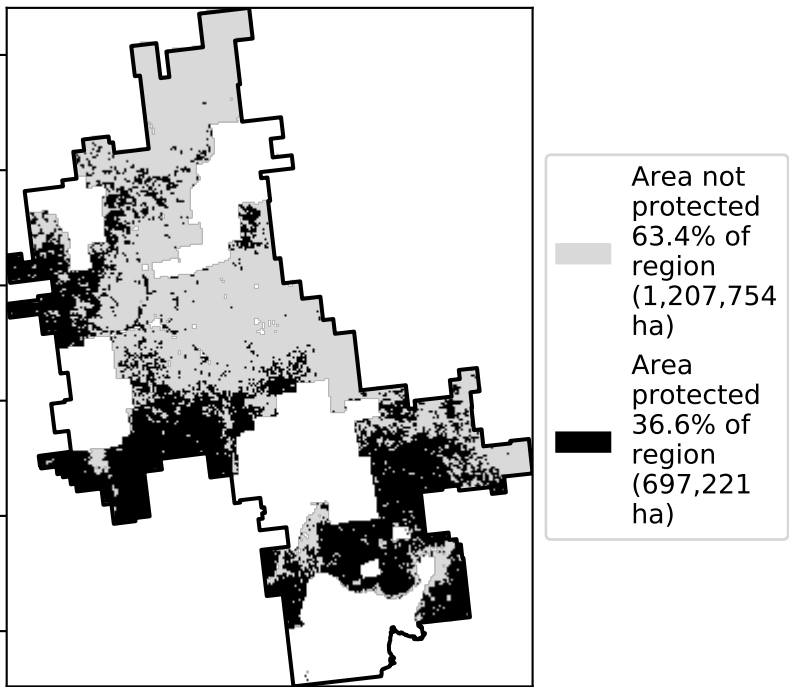 Area not
protected
63.4% of
region
(1,207,754
ha)
Area
protected
36.6% of
region
(697,221
ha)